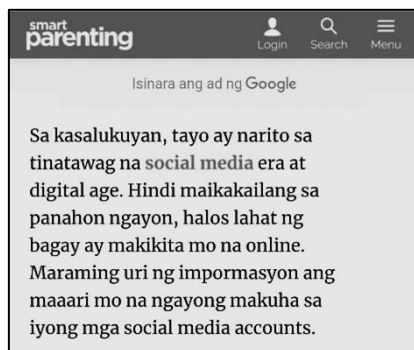 smart
parenting
Login Search Menu
Isinara ang ad ng Google
Sa kasalukuyan, tayo ay narito sa
tinatawag na social media era at
digital age. Hindi maikakailang sa
panahon ngayon, halos lahat ng
bagay ay makikita mo na online.
Maraming uri ng impormasyon ang
maaari mo na ngayong makuha sa
iyong mga social media accounts.